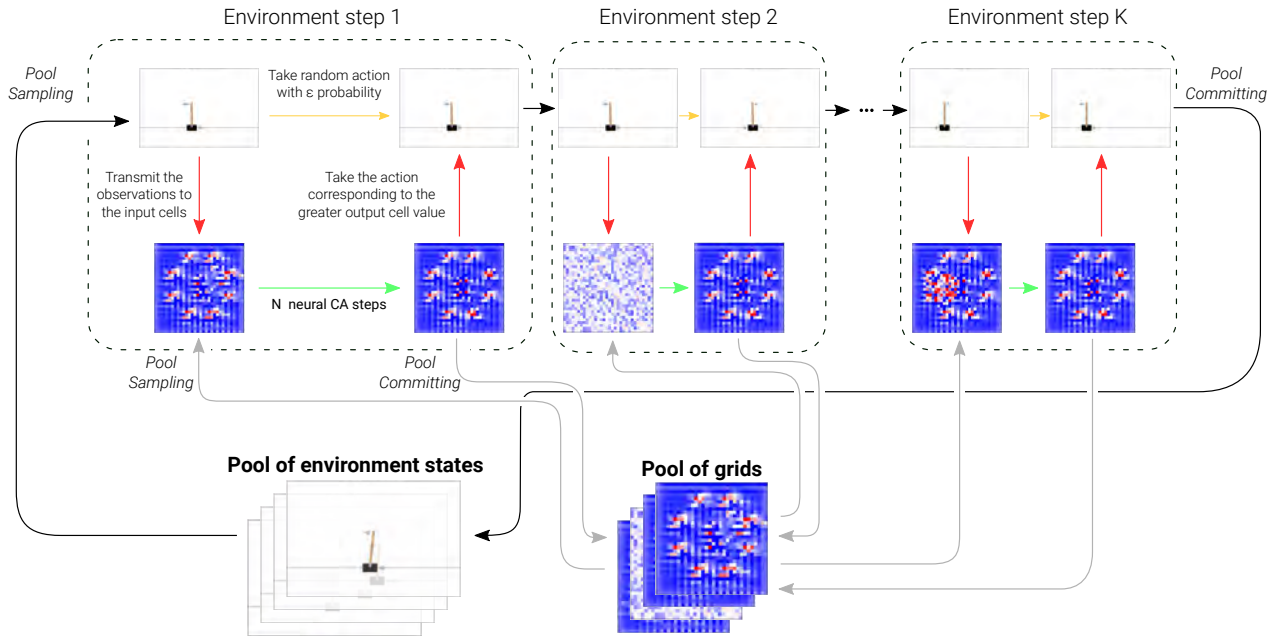 Environment step 1
Environment step 2
Environment step K
Pool
Sampling
Take random action
with ε probability
...
Pool
Committing
Transmit the
observations to
the input cells
Take the action
corresponding to the
greater output cell value
N neural CA steps
Pool
Sampling
Pool
Committing
Pool of environment states
Pool of grids